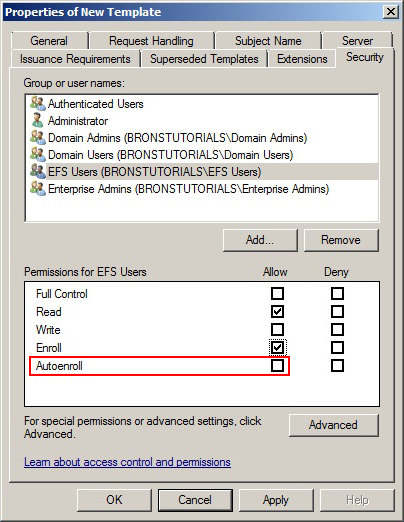 Properties of New Template
General Request Handling Subject Name Server
Issuance Requirements Superseded Templates Extensions Security
Group or user names:
Authenticated Users
Administrator
Domain Admins (BRONSTUTORIALS\Domain Admins)
Domain Users (BRONSTUTORIALS\Domain Users)
EFS Users (BRONSTUTORIALS\EFS Users)
Enterprise Admins (BRONSTUTORIALS\Enterprise Admins)
Add... Remove
Permissions for EFS Users Allow Deny
Full Control
Read
Write
Enroll
Autoenroll
For special permissions or advanced settings, click
Advanced.
Advanced
Learn about access control and permissions
OK Cancel Apply Help